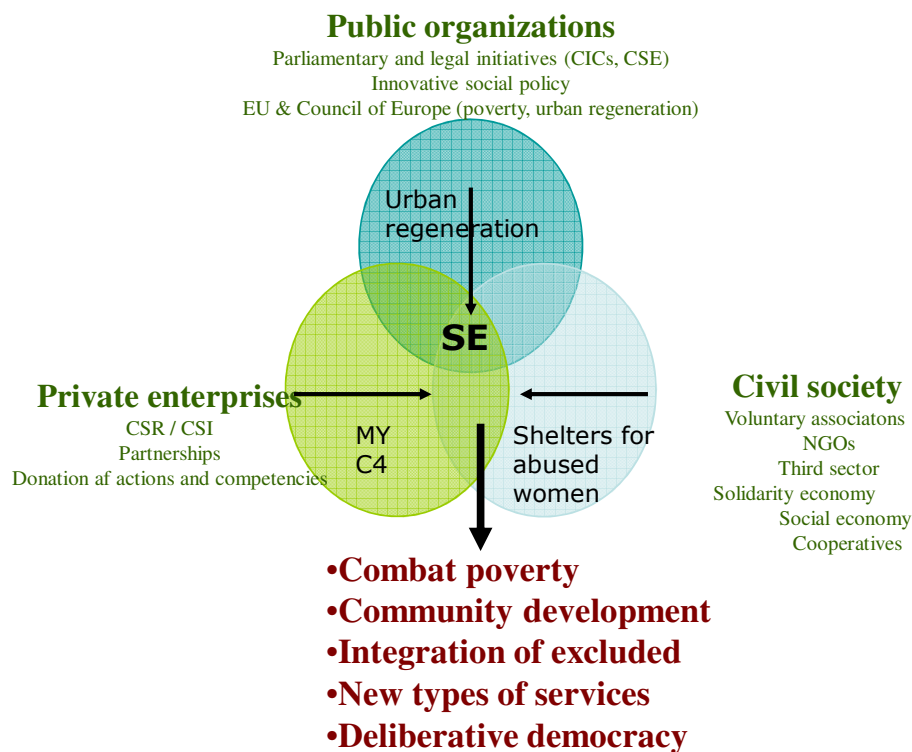 Public organizations
Parliamentary and legal initiatives (CICs, CSE)
Innovative social policy
EU & Council of Europe (poverty, urban regeneration)
Urban
regeneration
SE
Private enterprises
CSR / CSI
Partnerships
Donation af actions and competencies
MY
C4
Shelters for
abused
women
Civil society
Voluntary associatons
NGOs
Third sector
Solidarity economy
Social economy
Cooperatives
•Combat poverty
•Community development
•Integration of excluded
•New types of services
•Deliberative democracy